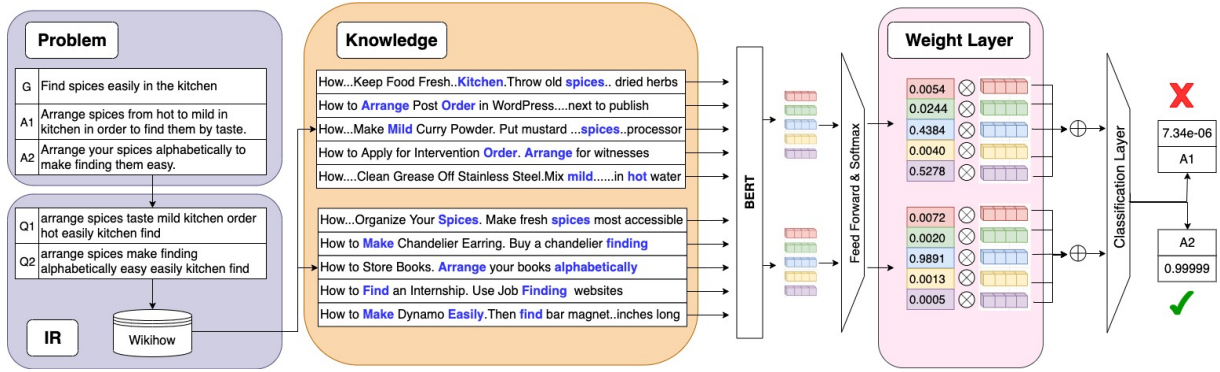 Problem
G Find spices easily in the kitchen
A1 Arrange spices from hot to mild in
kitchen in order to find them by taste.
A2 Arrange your spices alphabetically to
make finding them easy.
Q1 arrange spices taste mild kitchen order
hot easily kitchen find
Q2 arrange spices make finding
alphabetically easy easily kitchen find
IR
Wikihow
Knowledge
How...Keep Food Fresh..Kitchen.Throw old spices.. dried herbs
How to Arrange Post Order in WordPress....next to publish
How...Make Mild Curry Powder. Put mustard ...spices..processor
How to Apply for Intervention Order. Arrange for witnesses
How....Clean Grease Off Stainless Steel.Mix mild......in hot water
How...Organize Your Spices. Make fresh spices most accessible
How to Make Chandelier Earring. Buy a chandelier finding
How to Store Books. Arrange your books alphabetically
How to Find an Internship. Use Job Finding websites
How to Make Dynamo Easily.Then find bar magnet..inches long
BERT
Feed Forward & Softmax
Weight Layer
0.0054
0.0244
0.4384
0.0040
0.5278
0.0072
0.0020
0.9891
0.0013
0.0005
Classification Layer
X
7.34e-06
A1
A2
0.99999